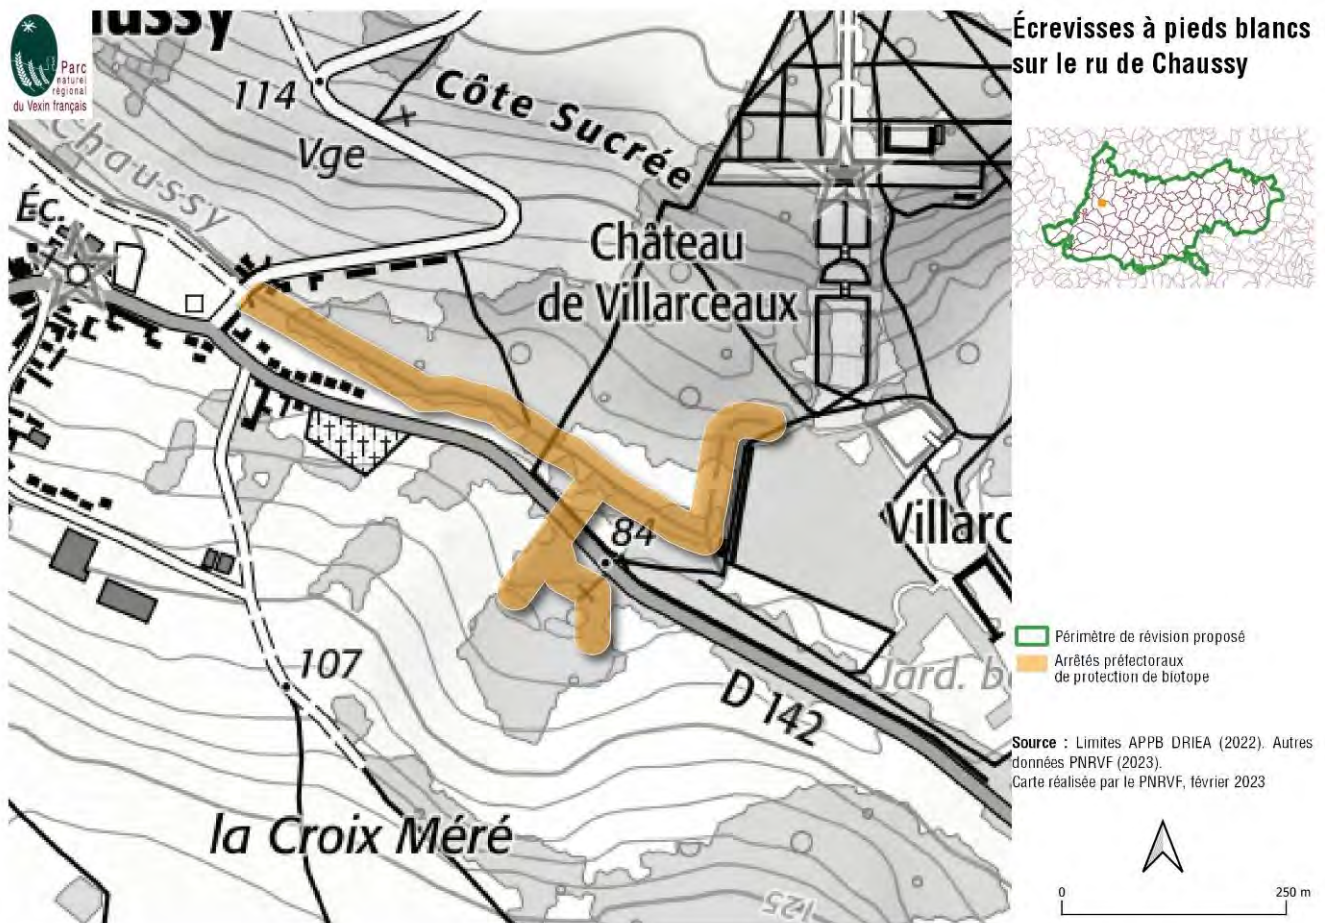 Parc
naturel
régional
du Vexin français
aussy
Chaussy
114
Vge
Côte Sucrée
Éc.
Château
de Villarceaux
84
Villarc
107
Jard. b
D 142
la Croix Méré
125
Écrevisses à pieds blancs
sur le ru de Chaussy
Périmètre de révision proposé
Arrêtés préfectoraux
de protection de biotope
Source : Limites APPB DRIEA (2022). Autres
données PNRVF (2023).
Carte réalisée par le PNRVF, février 2023
0 250 m